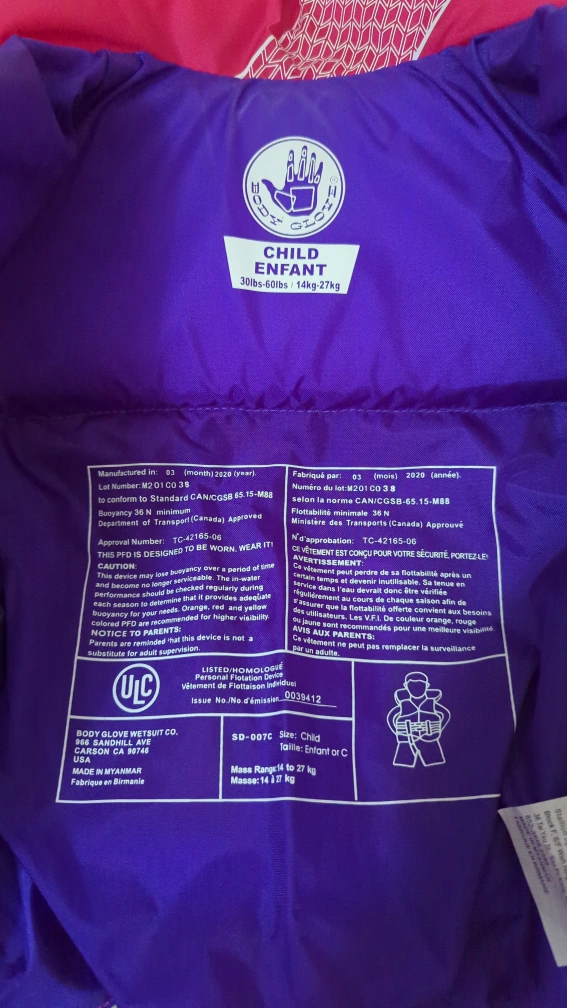 BODY GLOVE®
CHILD
ENFANT
30lbs-60lbs / 14kg-27kg
Manufactured in: 03 (month) 2020 (year).
Lot Number: M201C038
to conform to Standard CAN/CGSB 65.15-M88
Buoyancy 36 N minimum
Department of Transport (Canada) Approved
Approval Number: TC-42165-06
THIS PFD IS DESIGNED TO BE WORN. WEAR IT!
CAUTION:
This device may lose buoyancy over a period of time
and become no longer serviceable. The in-water
performance should be checked regularly during
each season to determine that it provides adequate
buoyancy for your needs. Orange, red and yellow
colored PFD are recommended for higher visibility.
NOTICE TO PARENTS:
Parents are reminded that this device is not a
substitute for adult supervision.
Fabriqué par: 03 (mois) 2020 (année).
Numéro du lot: M201C038
selon la norme CAN/CGSB-65.15-M88
Flottabilité minimale 36 N
Ministère des Transports (Canada) Approuvé
N°d'approbation: TC-42165-06
CE VÊTEMENT EST CONÇU POUR VOTRE SÉCURITÉ, PORTEZ-LE!
AVERTISSEMENT:
Ce vêtement peut perdre de sa flottabilité après un
certain temps et devenir inutilisable. Sa tenue en
service dans l'eau devrait donc être vérifiée
régulièrement au cours de chaque saison afin de
s'assurer que la flottabilité offerte convient aux besoins
des utilisateurs. Les V.F.I. De couleur orange, rouge
ou jaune sont recommandés pour une meilleure visibilité.
AVIS AUX PARENTS:
Ce vêtement ne peut pas remplacer la surveillance
par un adulte.
ULC
LISTED/HOMOLOGUÉ
Personal Flotation Device
Vêtement de Flottaison Individuel
Issue No./No.d'émission 0039412
BODY GLOVE WETSUIT CO.
966 SANDHILL AVE
CARSON CA 90746
USA
MADE IN MYANMAR
Fabrique en Birmanie
SD-007C Size: Child
Taille: Enfant or C
Mass Range: 14 to 27 kg
Masse: 14 à 27 kg